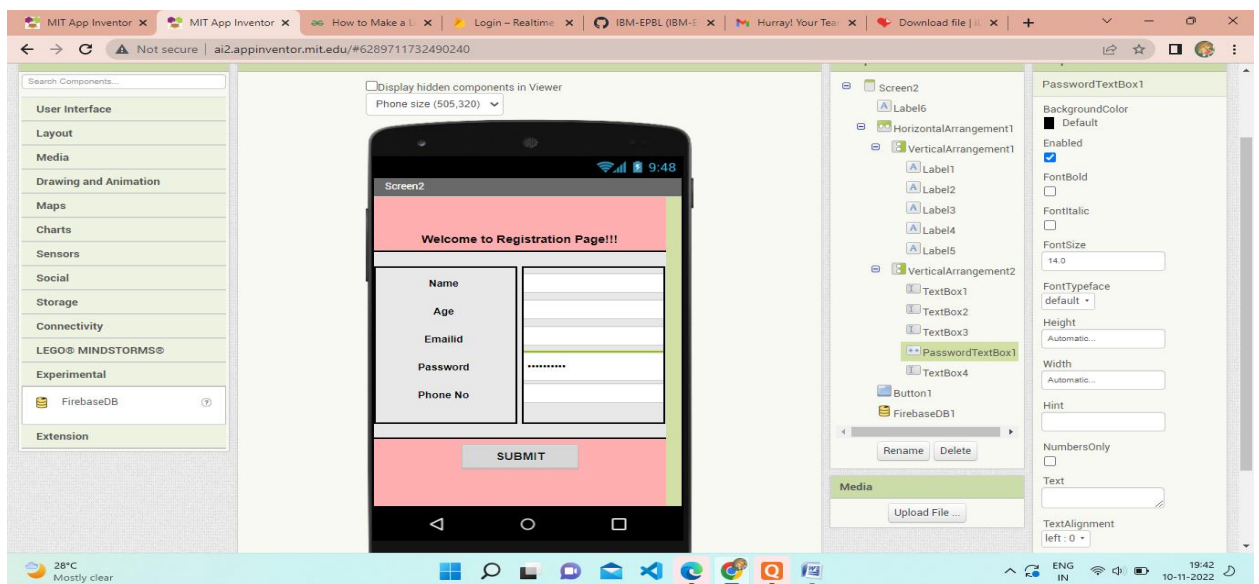 MIT App Inventor
MIT App Inventor
How to Make a L
Login – Realtime
IBM-EPBL (IBM-E
Hurray! Your Tea
Download file | iL
Not secure | ai2.appinventor.mit.edu/#6289711732490240
Search Components...
User Interface
Layout
Media
Drawing and Animation
Maps
Charts
Sensors
Social
Storage
Connectivity
LEGO® MINDSTORMS®
Experimental
FirebaseDB
Extension
Display hidden components in Viewer
Phone size (505,320)
9:48
Screen2
Welcome to Registration Page!!!
Name
Age
Emailid
Password
••••••••••
Phone No
SUBMIT
Screen2
Label6
HorizontalArrangement1
VerticalArrangement1
Label1
Label2
Label3
Label4
Label5
VerticalArrangement2
TextBox1
TextBox2
TextBox3
PasswordTextBox1
TextBox4
Button1
FirebaseDB1
Rename Delete
Media
Upload File ...
PasswordTextBox1
BackgroundColor
Default
Enabled
FontBold
FontItalic
FontSize
14.0
FontTypeface
default
Height
Automatic...
Width
Automatic...
Hint
NumbersOnly
Text
TextAlignment
left : 0
28°C
Mostly clear
ENG
IN
19:42
10-11-2022